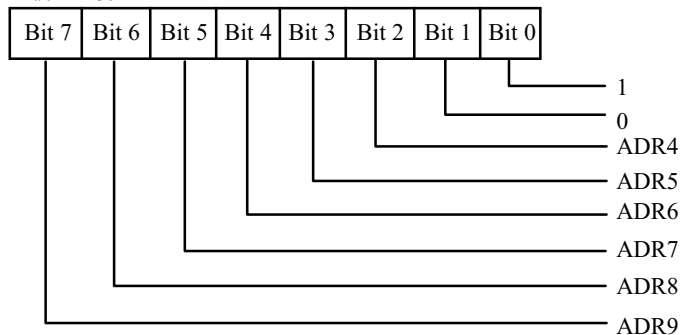 Bit 7 Bit 6 Bit 5 Bit 4 Bit 3 Bit 2 Bit 1 Bit 0
1
0
ADR4
ADR5
ADR6
ADR7
ADR8
ADR9